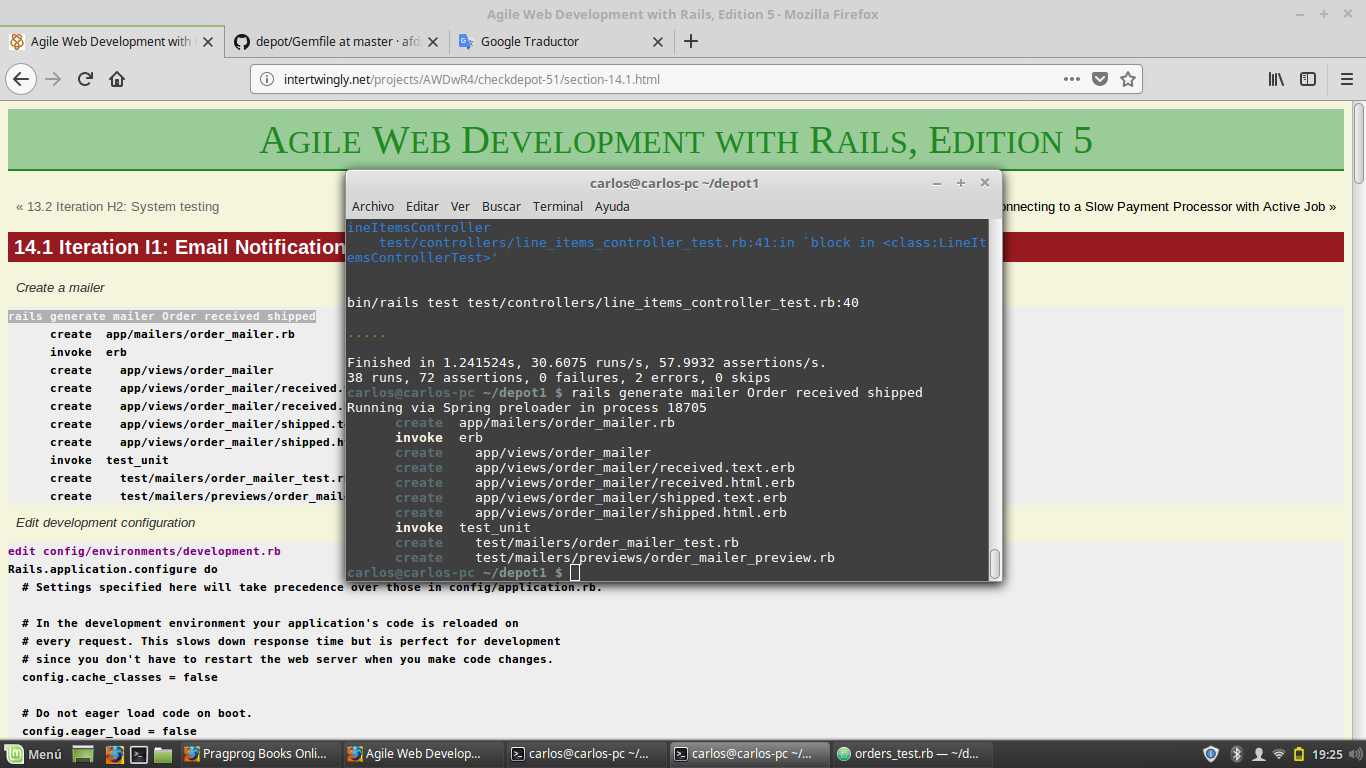 Agile Web Development with Rails, Edition 5 - Mozilla Firefox
Agile Web Development with
depot/Gemfile at master · afd
Google Traductor
intertwingly.net/projects/AWDwR4/checkdepot-51/section-14.1.html
Agile Web Development with Rails, Edition 5
« 13.2 Iteration H2: System testing
onnecting to a Slow Payment Processor with Active Job »
14.1 Iteration I1: Email Notification
Create a mailer
rails generate mailer Order received shipped
create app/mailers/order_mailer.rb
invoke erb
create app/views/order_mailer
create app/views/order_mailer/received.
create app/views/order_mailer/received.
create app/views/order_mailer/shipped.t
create app/views/order_mailer/shipped.h
invoke test_unit
create test/mailers/order_mailer_test.r
create test/mailers/previews/order_mail
Edit development configuration
edit config/environments/development.rb
Rails.application.configure do
# Settings specified here will take precedence over those in config/application.rb.
# In the development environment your application's code is reloaded on
# every request. This slows down response time but is perfect for development
# since you don't have to restart the web server when you make code changes.
config.cache_classes = false
# Do not eager load code on boot.
config.eager_load = false
carlos@carlos-pc ~/depot1
Archivo Editar Ver Buscar Terminal Ayuda
ineItemsController
test/controllers/line_items_controller_test.rb:41:in `block in <class:LineIt
emsControllerTest>'
bin/rails test test/controllers/line_items_controller_test.rb:40
.....
Finished in 1.241524s, 30.6075 runs/s, 57.9932 assertions/s.
38 runs, 72 assertions, 0 failures, 2 errors, 0 skips
carlos@carlos-pc ~/depot1 $ rails generate mailer Order received shipped
Running via Spring preloader in process 18705
create app/mailers/order_mailer.rb
invoke erb
create app/views/order_mailer
create app/views/order_mailer/received.text.erb
create app/views/order_mailer/received.html.erb
create app/views/order_mailer/shipped.text.erb
create app/views/order_mailer/shipped.html.erb
invoke test_unit
create test/mailers/order_mailer_test.rb
create test/mailers/previews/order_mailer_preview.rb
carlos@carlos-pc ~/depot1 $
Menú
Pragprog Books Onli...
Agile Web Develop...
carlos@carlos-pc ~/...
carlos@carlos-pc ~/...
orders_test.rb — ~/d...
19:25